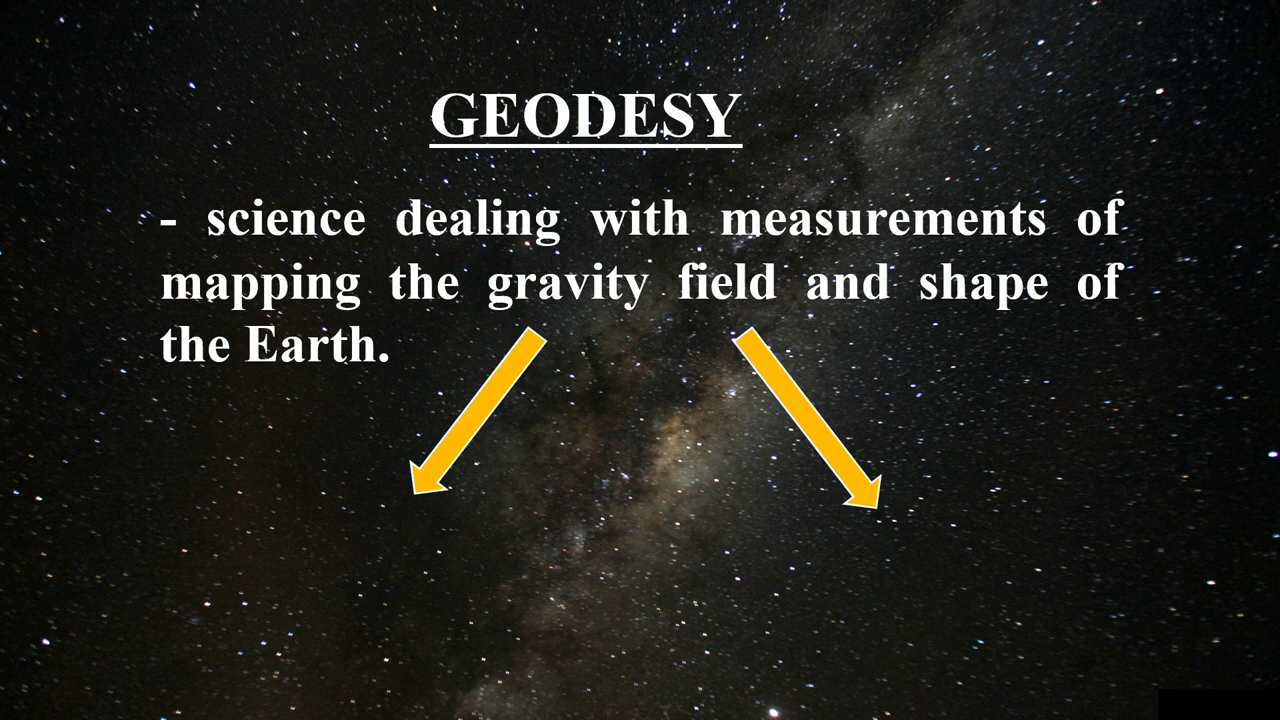 GEODESY
- science dealing with measurements of
mapping the gravity field and shape of
the Earth.